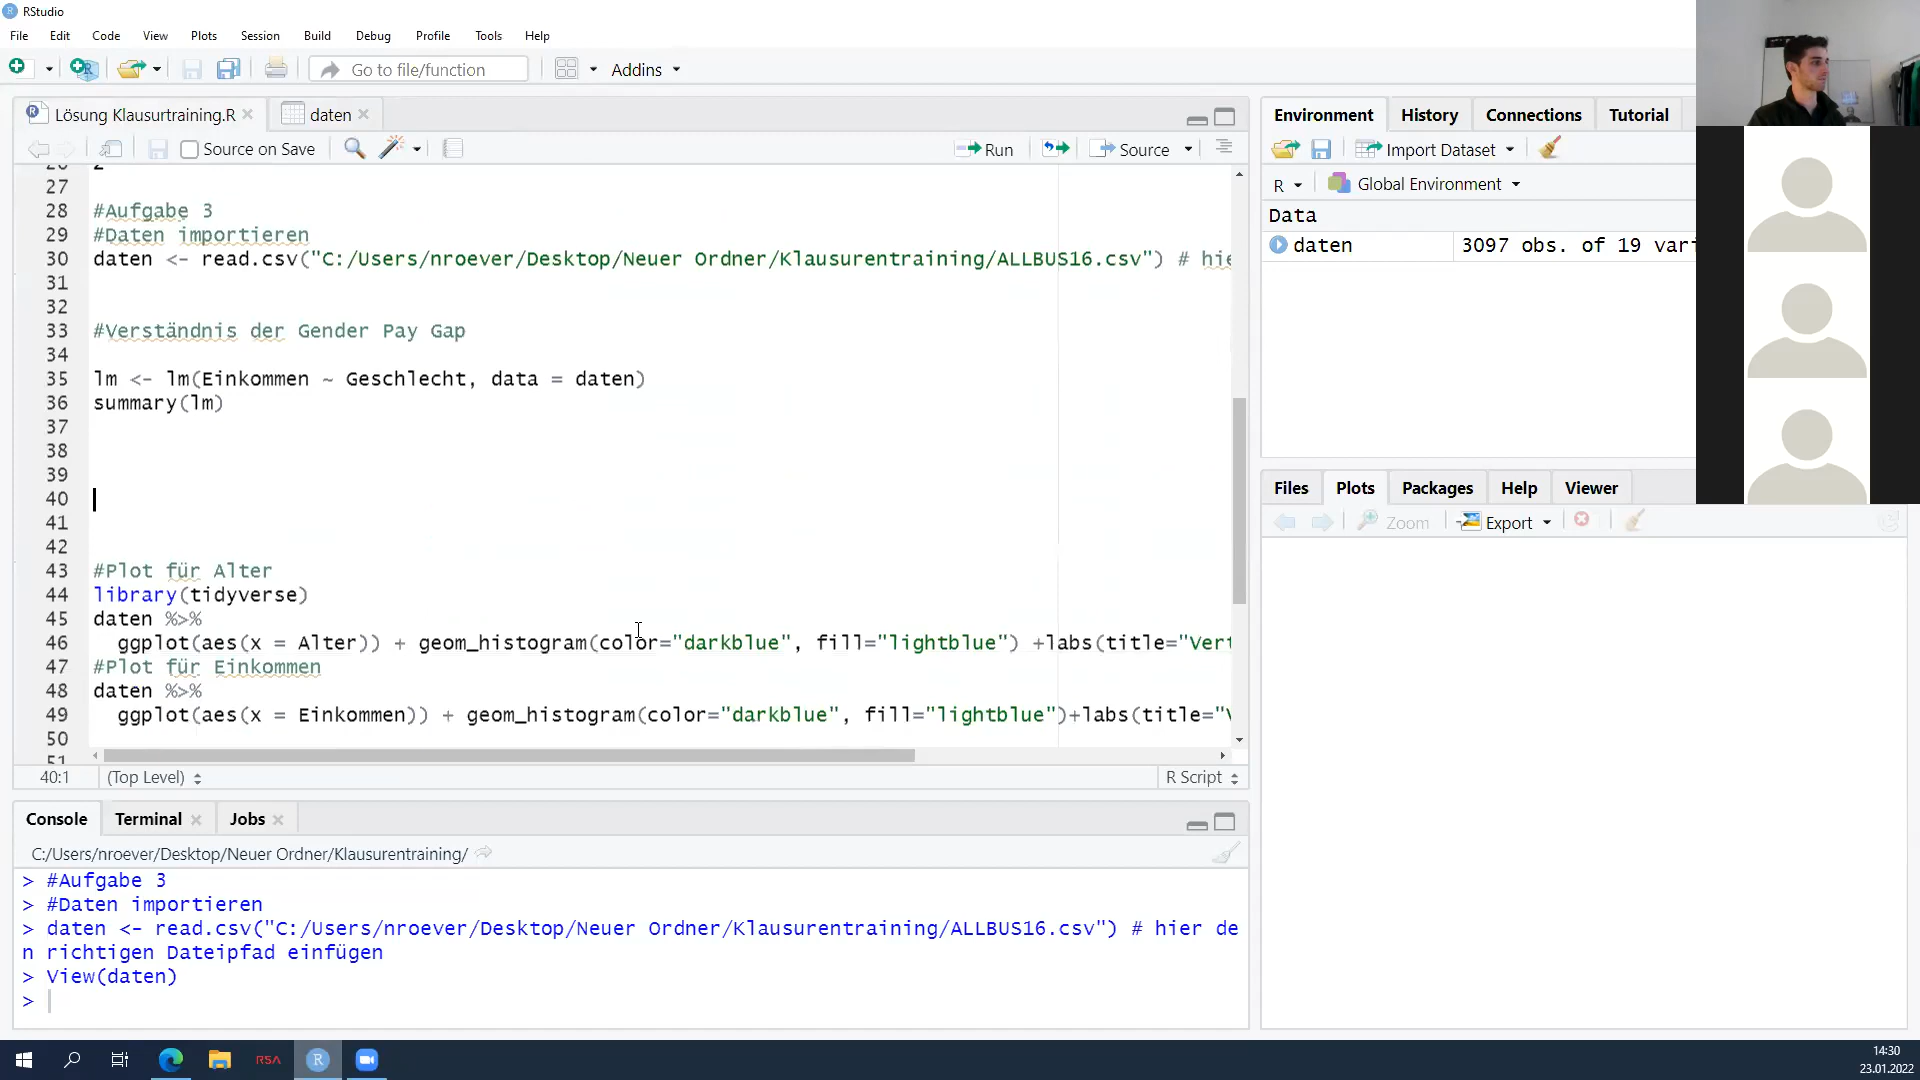 RStudio
File Edit Code View Plots Session Build Debug Profile Tools Help
Go to file/function Addins
Lösung Klausurtraining.R daten
Source on Save Run Source
26 2
27
28 #Aufgabe 3
29 #Daten importieren
30 daten <- read.csv("C:/Users/nroever/Desktop/Neuer Ordner/Klausurentraining/ALLBUS16.csv") # hie
31
32
33 #Verständnis der Gender Pay Gap
34
35 lm <- lm(Einkommen ~ Geschlecht, data = daten)
36 summary(lm)
37
38
39
40
41
42
43 #Plot für Alter
44 library(tidyverse)
45 daten %>%
46 ggplot(aes(x = Alter)) + geom_histogram(color="darkblue", fill="lightblue") +labs(title="Vert
47 #Plot für Einkommen
48 daten %>%
49 ggplot(aes(x = Einkommen)) + geom_histogram(color="darkblue", fill="lightblue")+labs(title="V
50
51
40:1 (Top Level) R Script
Console Terminal Jobs
C:/Users/nroever/Desktop/Neuer Ordner/Klausurentraining/
> #Aufgabe 3
> #Daten importieren
> daten <- read.csv("C:/Users/nroever/Desktop/Neuer Ordner/Klausurentraining/ALLBUS16.csv") # hier de
n richtigen Dateipfad einfügen
> View(daten)
>
Environment History Connections Tutorial
Import Dataset
R Global Environment
Data
daten 3097 obs. of 19 vari
Files Plots Packages Help Viewer
Zoom Export
RSA
14:30
23.01.2022